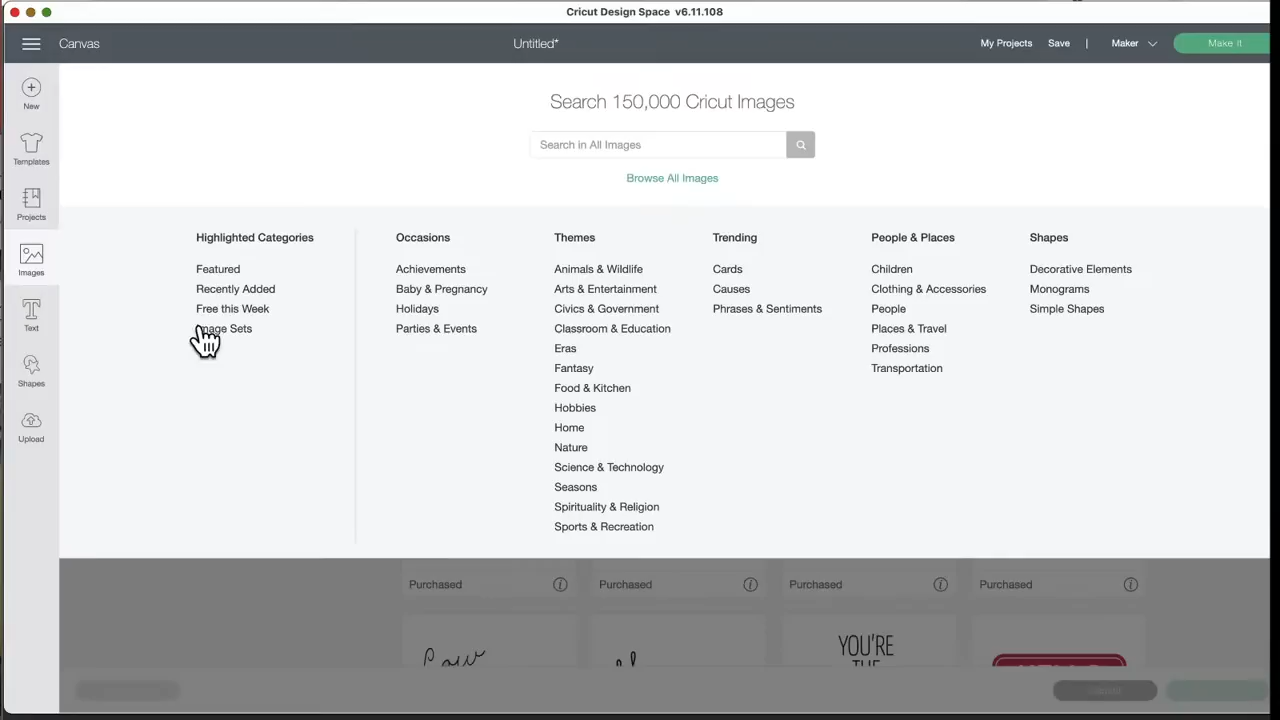 Cricut Design Space v6.11.108
Canvas
Untitled*
My Projects
Save
|
Maker
Make It
New
Templates
Projects
Images
Text
Shapes
Upload
Search 150,000 Cricut Images
Search in All Images
Browse All Images
Highlighted Categories
Featured
Recently Added
Free this Week
Image Sets
Occasions
Achievements
Baby & Pregnancy
Holidays
Parties & Events
Themes
Animals & Wildlife
Arts & Entertainment
Civics & Government
Classroom & Education
Eras
Fantasy
Food & Kitchen
Hobbies
Home
Nature
Science & Technology
Seasons
Spirituality & Religion
Sports & Recreation
Trending
Cards
Causes
Phrases & Sentiments
People & Places
Children
Clothing & Accessories
People
Places & Travel
Professions
Transportation
Shapes
Decorative Elements
Monograms
Simple Shapes
Purchased
Purchased
Purchased
Purchased
YOU'RE
THE